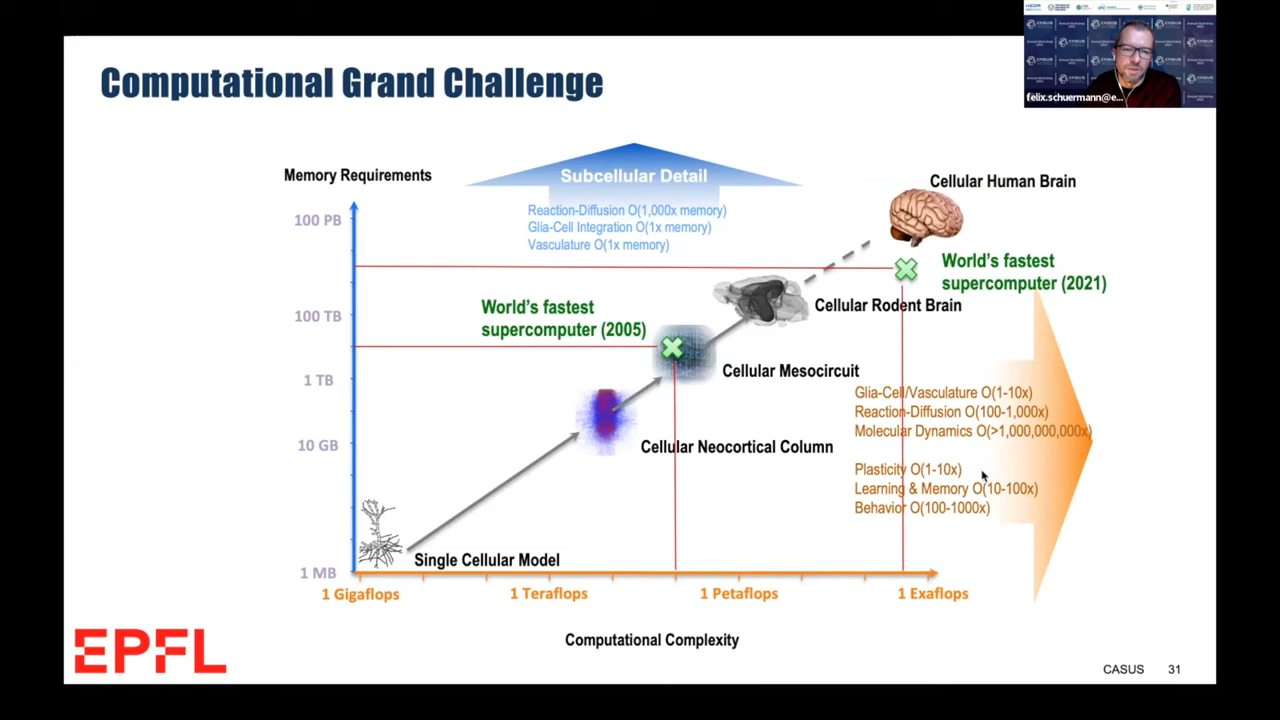 Computational Grand Challenge
felix.schuermann@e...
Memory Requirements
Subcellular Detail
Reaction-Diffusion O(1,000x memory)
Glia-Cell Integration O(1x memory)
Vasculature O(1x memory)
Cellular Human Brain
World's fastest
supercomputer (2021)
100 PB
100 TB
1 TB
10 GB
1 MB
World's fastest
supercomputer (2005)
Cellular Rodent Brain
Cellular Mesocircuit
Cellular Neocortical Column
Single Cellular Model
Glia-Cell/Vasculature O(1-10x)
Reaction-Diffusion O(100-1,000x)
Molecular Dynamics O(>1,000,000,000x)
Plasticity O(1-10x)
Learning & Memory O(10-100x)
Behavior O(100-1000x)
1 Gigaflops
1 Teraflops
1 Petaflops
1 Exaflops
Computational Complexity
EPFL
CASUS 31